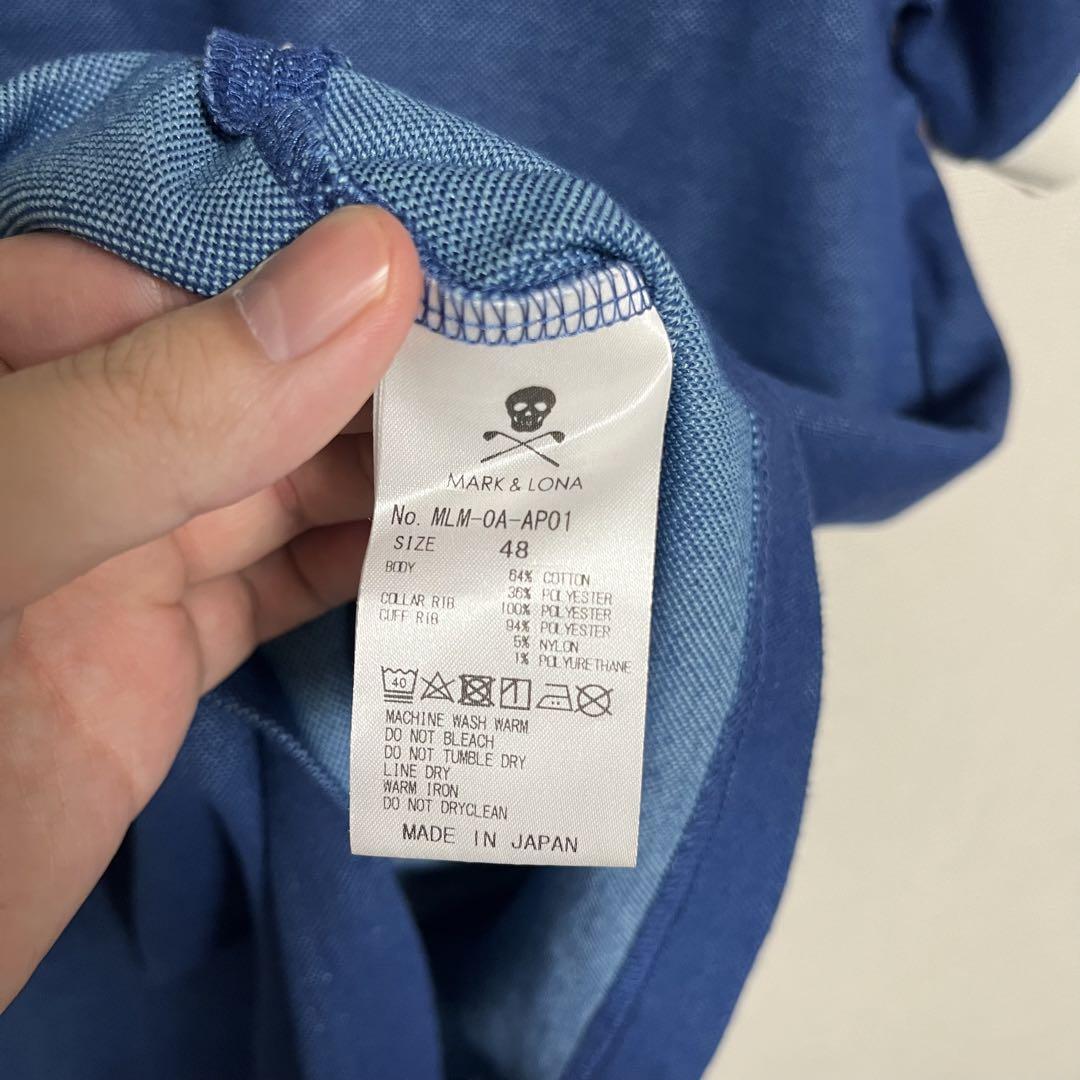 MARK & LONA
No. MLM-0A-AP01
SIZE 48
BODY 64% COTTON
36% POLYESTER
COLLAR RIB 100% POLYESTER
CUFF RIB 94% POLYESTER
5% NYLON
1% POLYURETHANE
40
MACHINE WASH WARM
DO NOT BLEACH
DO NOT TUMBLE DRY
LINE DRY
WARM IRON
DO NOT DRYCLEAN
MADE IN JAPAN